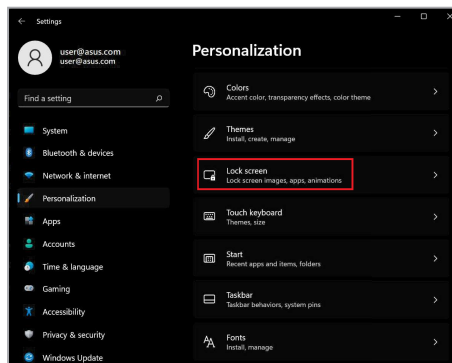 Settings
user@asus.com
user@asus.com
Find a setting
System
Bluetooth & devices
Network & internet
Personalization
Apps
Accounts
Time & language
Gaming
Accessibility
Privacy & security
Windows Update
Personalization
Colors
Accent color, transparency effects, color theme
Themes
Install, create, manage
Lock screen
Lock screen images, apps, animations
Touch keyboard
Themes, size
Start
Recent apps and items, folders
Taskbar
Taskbar behaviors, system pins
Fonts
Install, manage